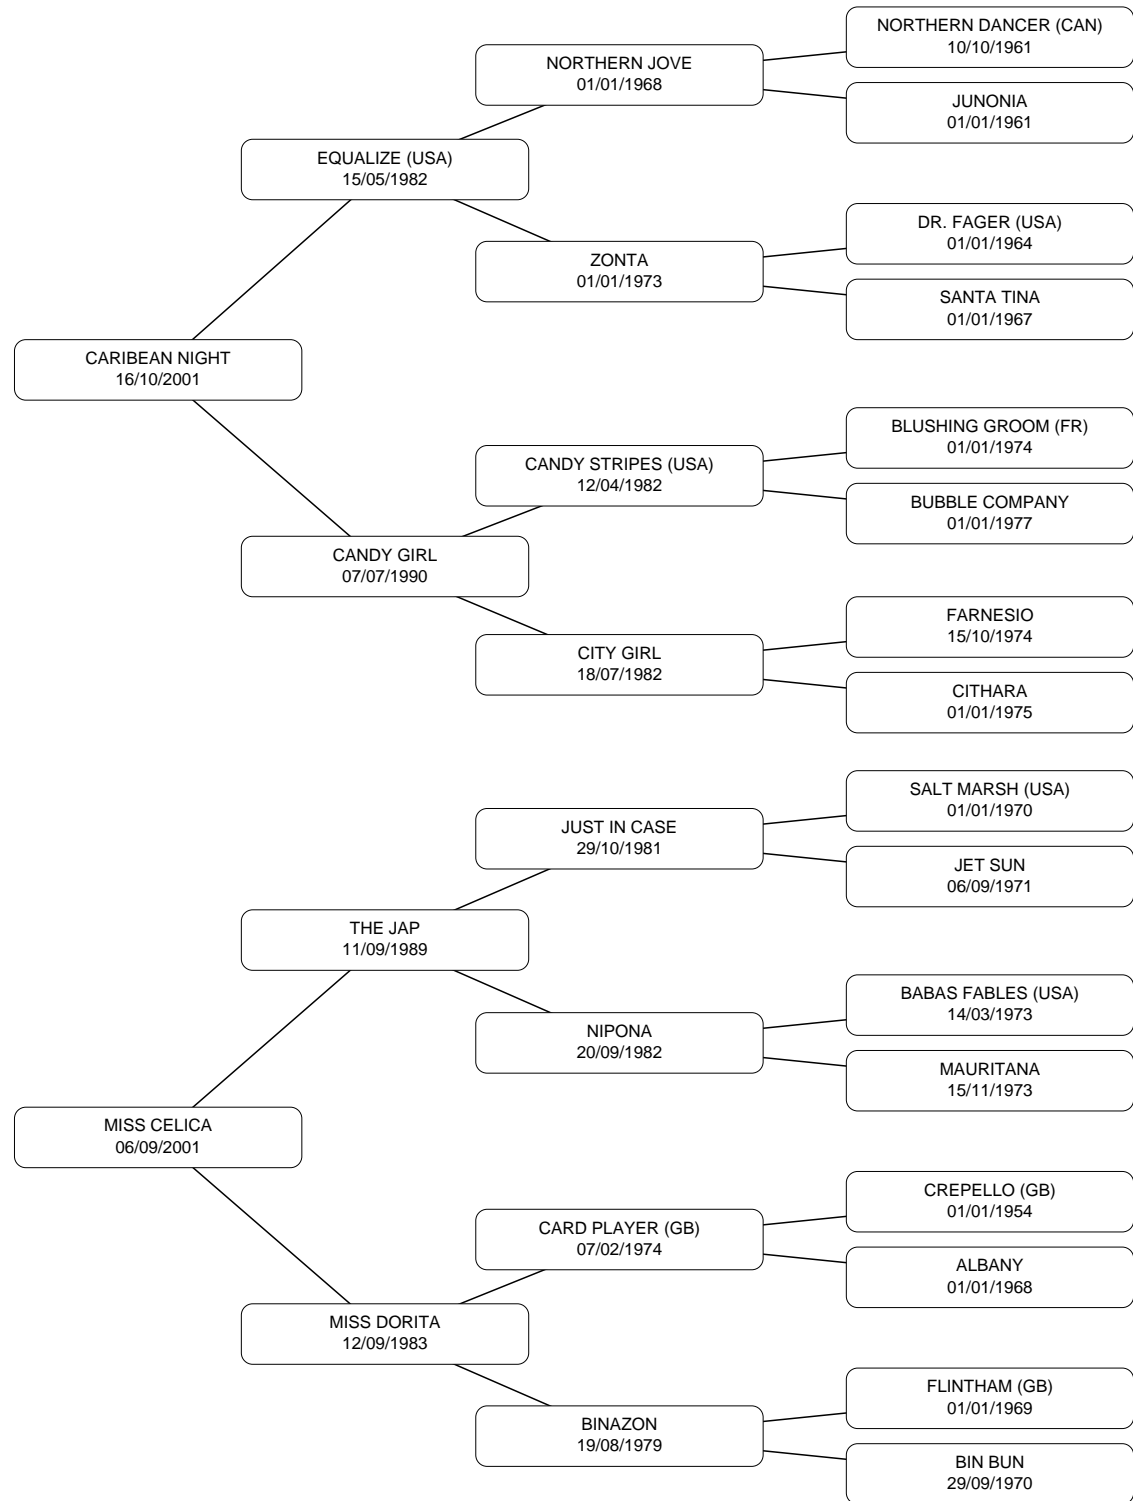 NORTHERN DANCER (CAN)
10/10/1961
NORTHERN JOVE
01/01/1968
JUNONIA
01/01/1961
EQUALIZE (USA)
15/05/1982
DR. FAGER (USA)
01/01/1964
ZONTA
01/01/1973
SANTA TINA
01/01/1967
CARIBEAN NIGHT
16/10/2001
BLUSHING GROOM (FR)
01/01/1974
CANDY STRIPES (USA)
12/04/1982
BUBBLE COMPANY
01/01/1977
CANDY GIRL
07/07/1990
FARNESIO
15/10/1974
CITY GIRL
18/07/1982
CITHARA
01/01/1975
SALT MARSH (USA)
01/01/1970
JUST IN CASE
29/10/1981
JET SUN
06/09/1971
THE JAP
11/09/1989
BABAS FABLES (USA)
14/03/1973
NIPONA
20/09/1982
MAURITANA
15/11/1973
MISS CELICA
06/09/2001
CREPELLO (GB)
01/01/1954
CARD PLAYER (GB)
07/02/1974
ALBANY
01/01/1968
MISS DORITA
12/09/1983
FLINTHAM (GB)
01/01/1969
BINAZON
19/08/1979
BIN BUN
29/09/1970